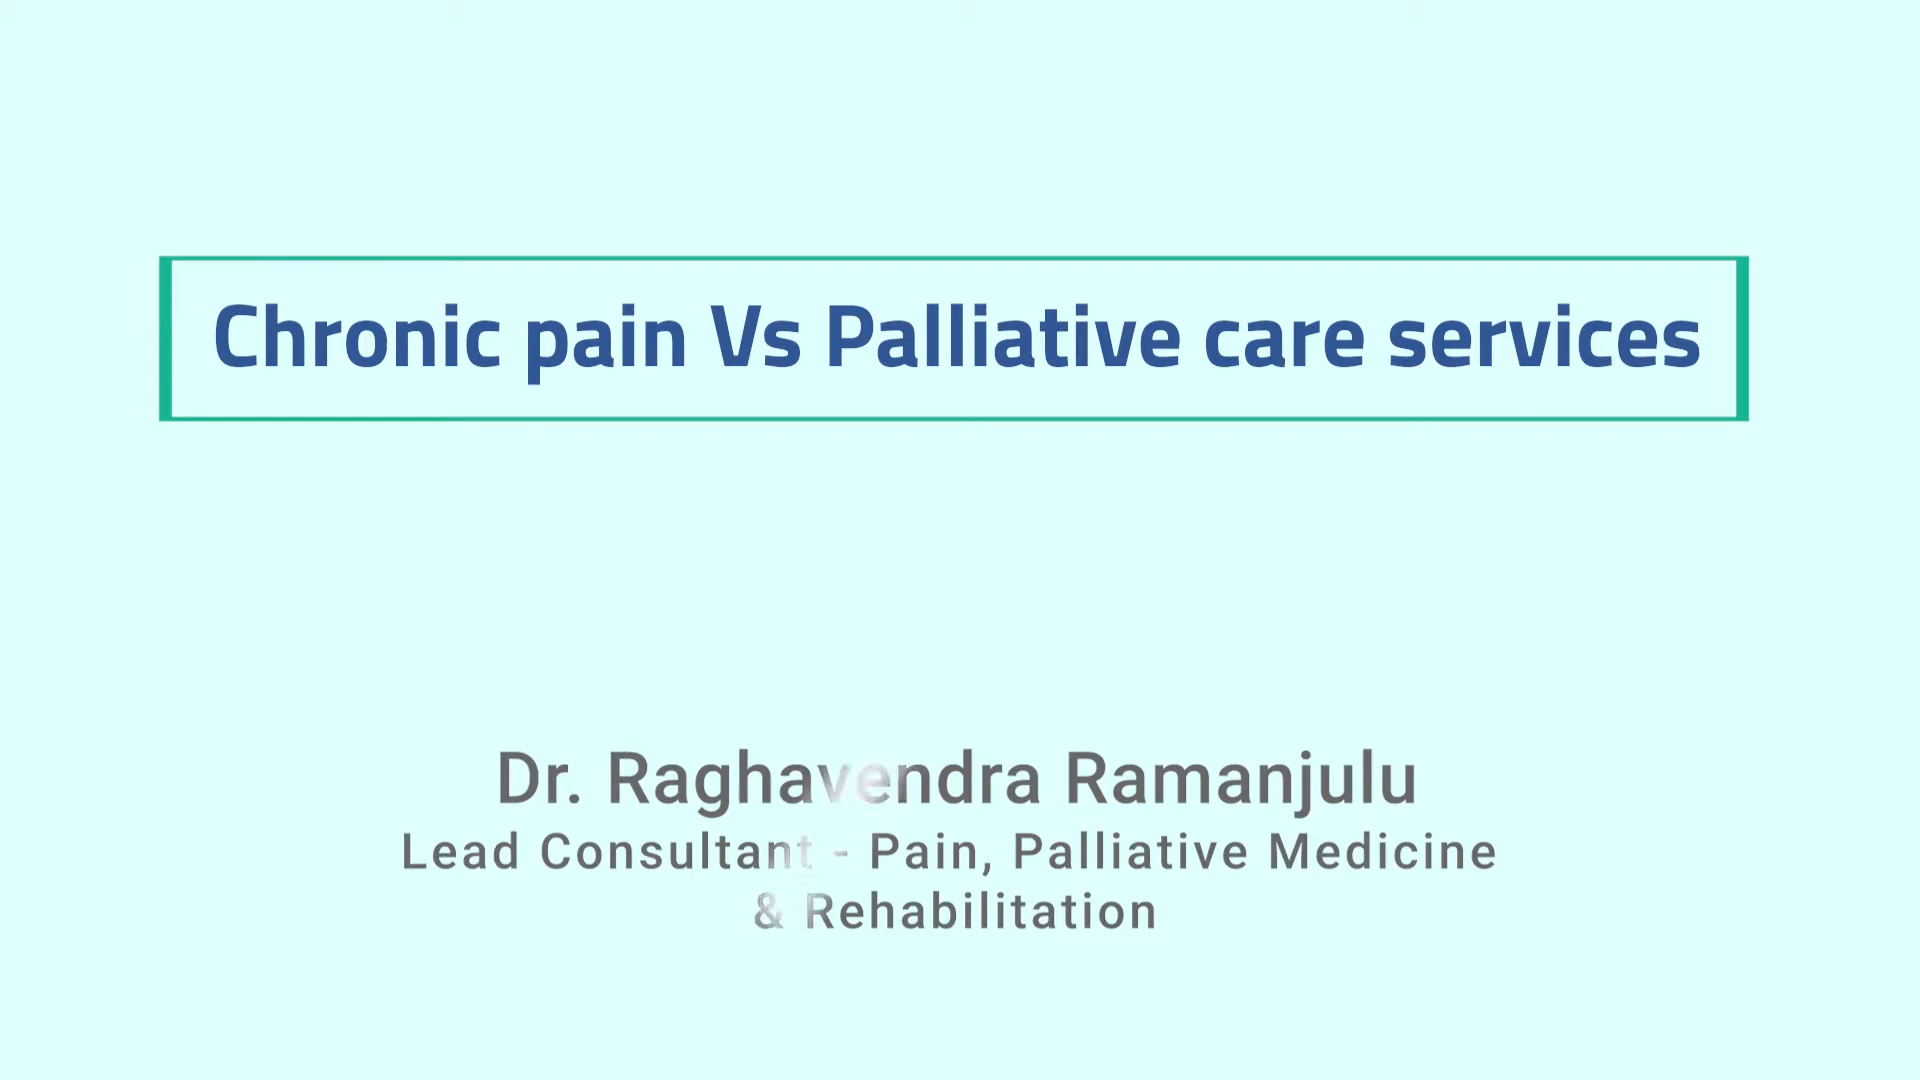 Chronic pain Vs Palliative care services
Dr. Raghavendra Ramanjulu
Lead Consultant - Pain, Palliative Medicine
& Rehabilitation